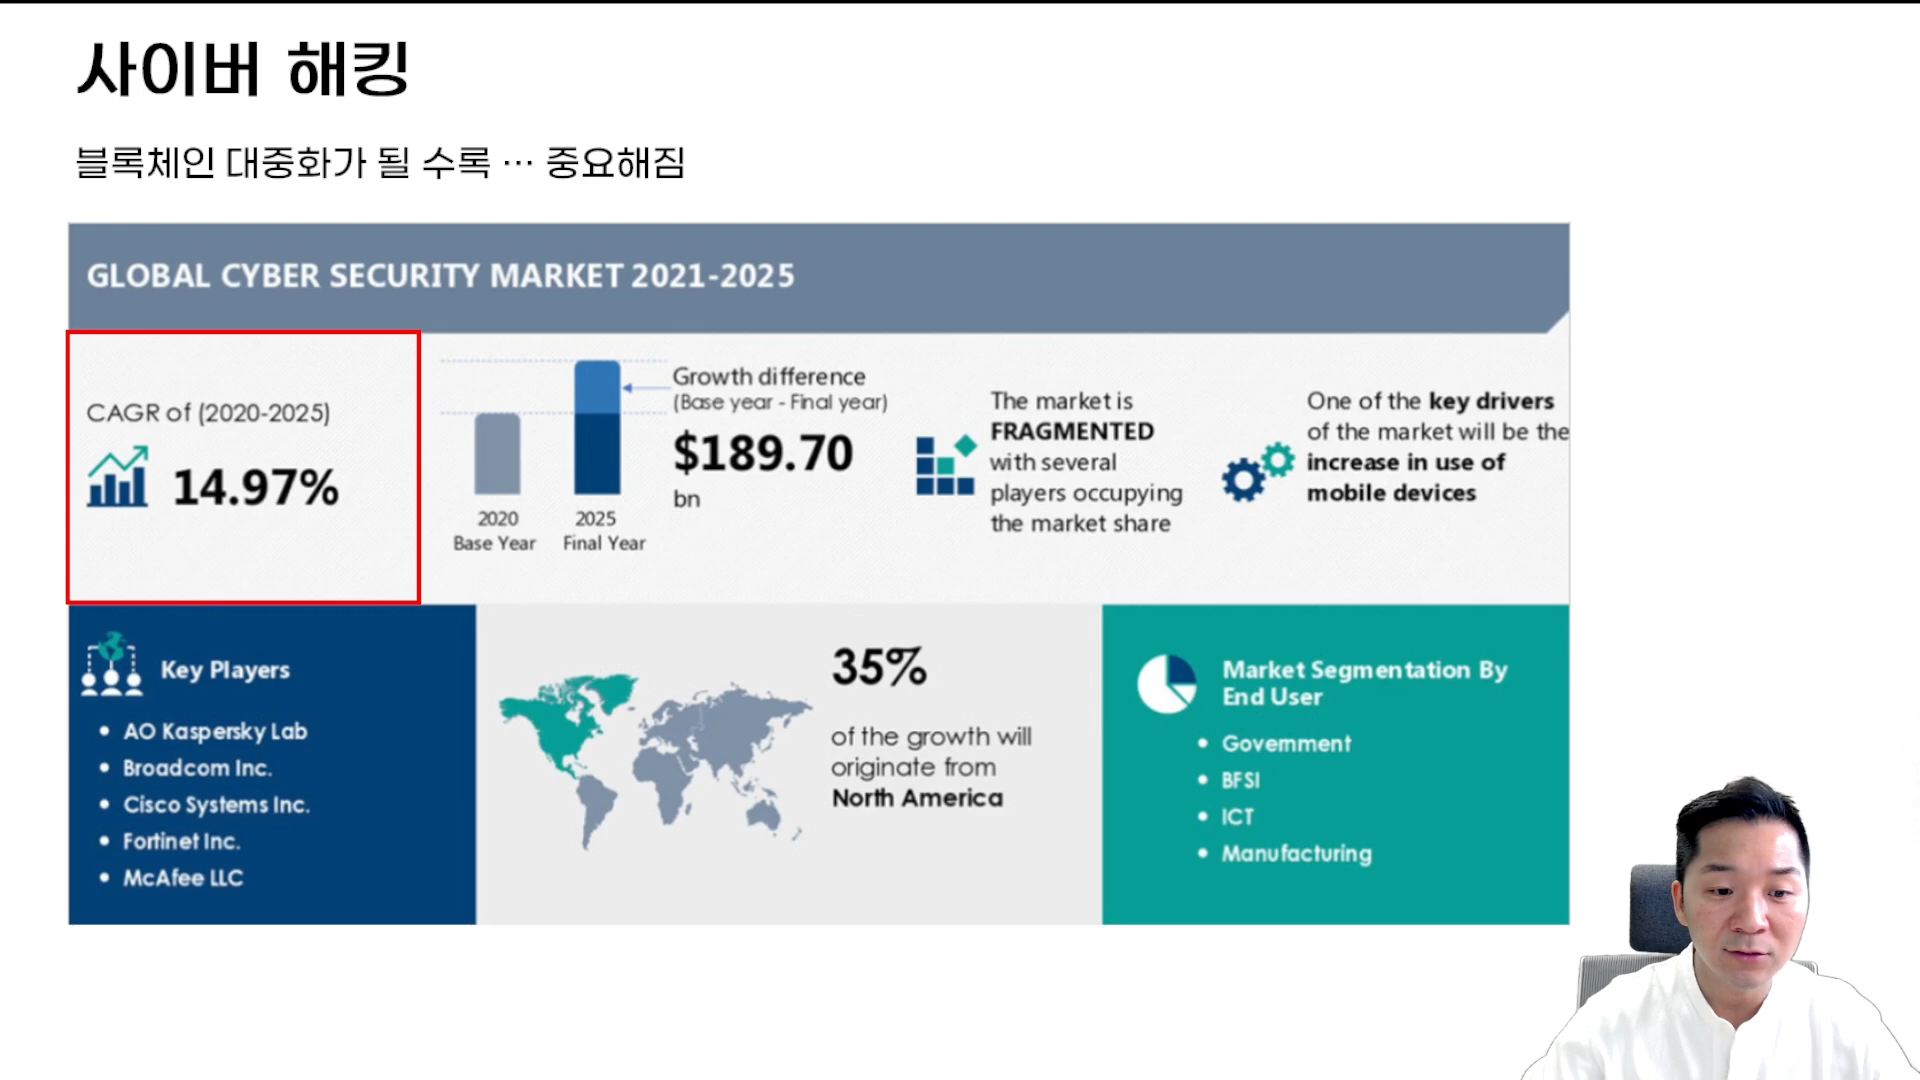 사이버 해킹
블록체인 대중화가 될 수록 … 중요해짐
GLOBAL CYBER SECURITY MARKET 2021-2025
CAGR of (2020-2025)
14.97%
2020
Base Year
2025
Final Year
Growth difference
(Base year - Final year)
$189.70
bn
The market is
FRAGMENTED
with several
players occupying
the market share
One of the key drivers
of the market will be the
increase in use of
mobile devices
Key Players
• AO Kaspersky Lab
• Broadcom Inc.
• Cisco Systems Inc.
• Fortinet Inc.
• McAfee LLC
35%
of the growth will
originate from
North America
Market Segmentation By
End User
• Government
• BFSI
• ICT
• Manufacturing